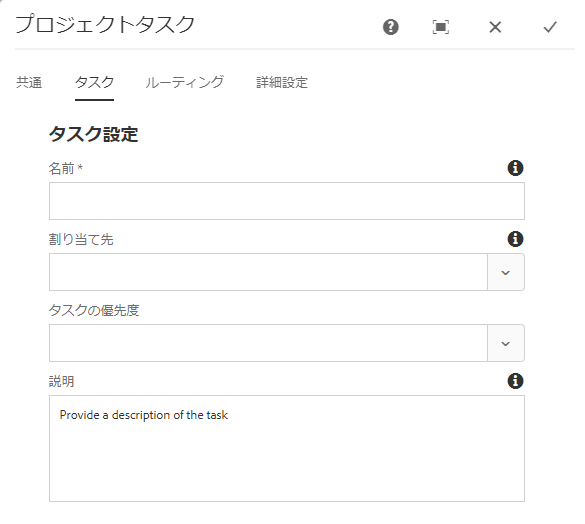 プロジェクトタスク
共通 タスク ルーティング 詳細設定
タスク設定
名前 *
割り当て先
タスクの優先度
説明
Provide a description of the task